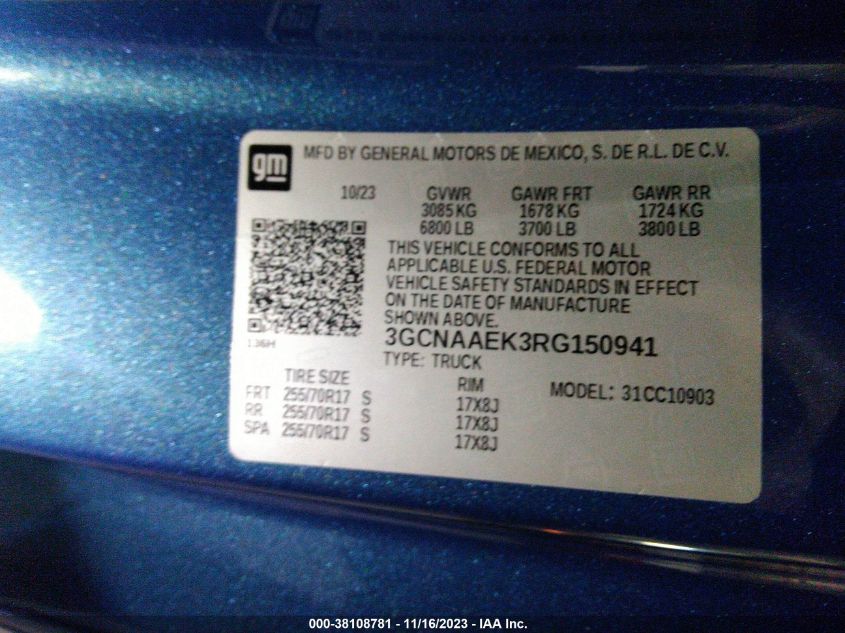 gm
MFD BY GENERAL MOTORS DE MEXICO, S. DE R.L. DE C.V.
10/23 GVWR GAWR FRT GAWR RR
3085 KG 1678 KG 1724 KG
6800 LB 3700 LB 3800 LB
THIS VEHICLE CONFORMS TO ALL
APPLICABLE U.S. FEDERAL MOTOR
VEHICLE SAFETY STANDARDS IN EFFECT
ON THE DATE OF MANUFACTURE
SHOWN ABOVE.
136H
3GCNAAEK3RG150941
TYPE: TRUCK
TIRE SIZE RIM MODEL: 31CC10903
FRT 255/70R17 S 17X8J
RR 255/70R17 S 17X8J
SPA 255/70R17 S 17X8J
000-38108781 - 11/16/2023 - IAA Inc.